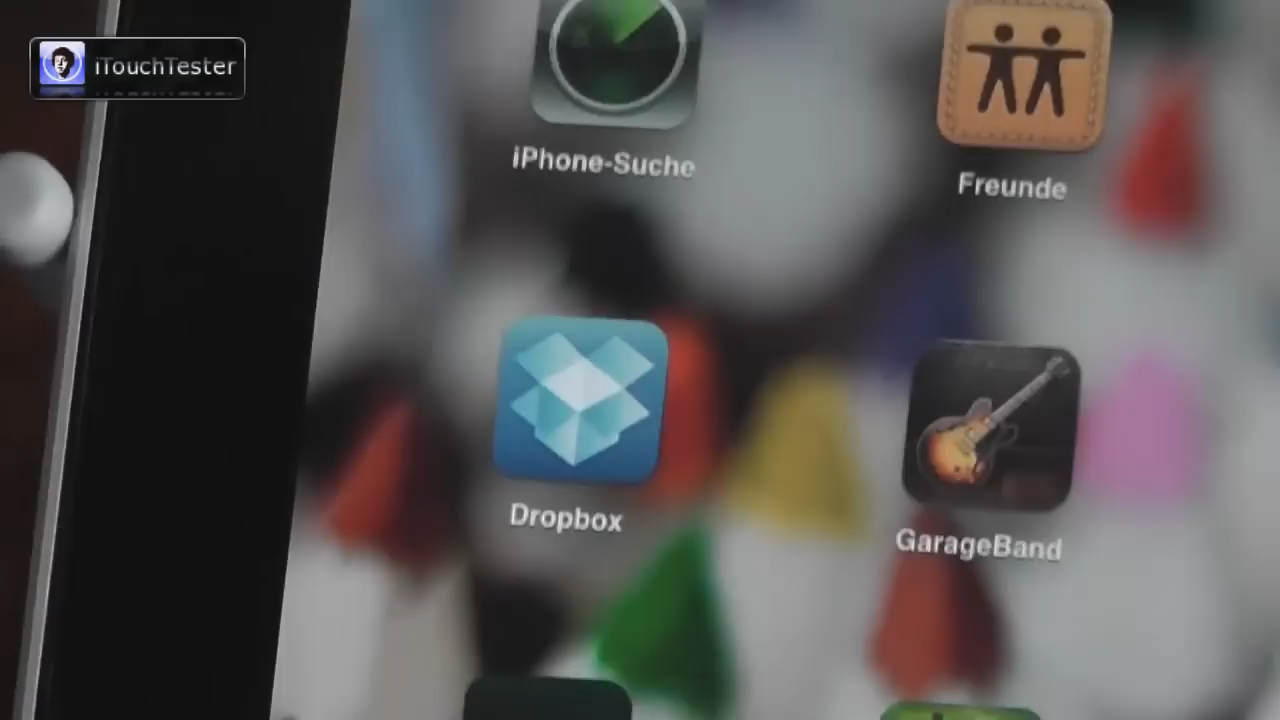 iTouchTester
iPhone-Suche
Freunde
Dropbox
GarageBand